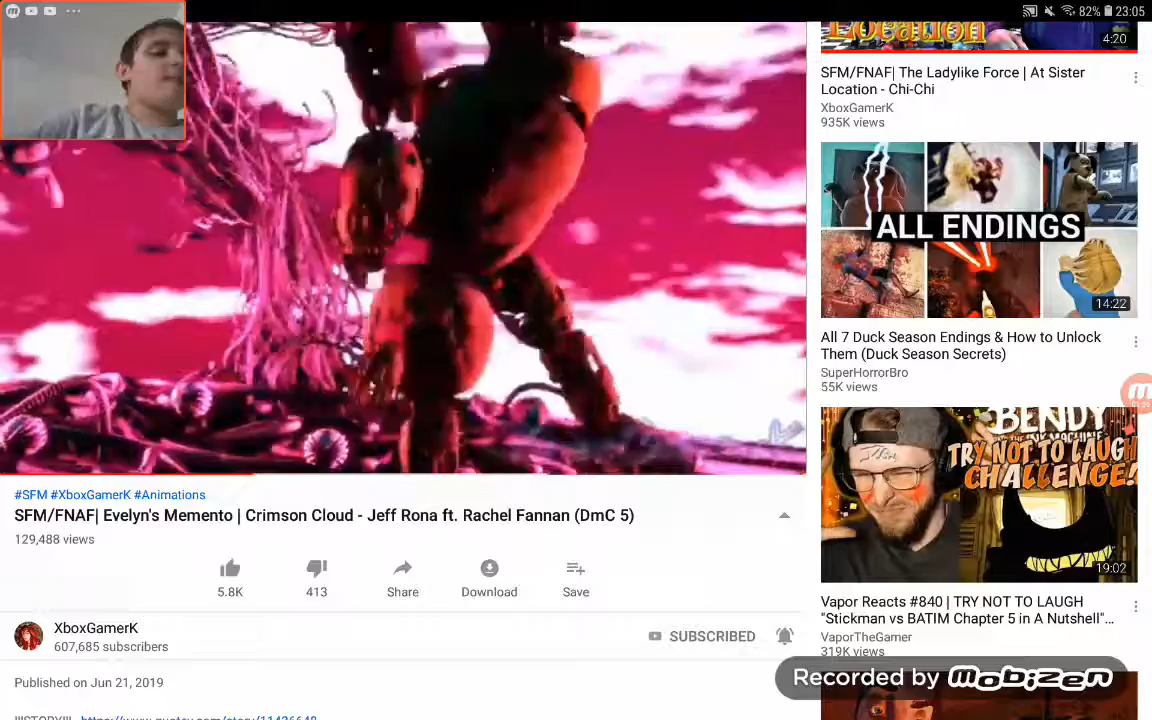 82% 23:05
Location
4:20
SFM/FNAF| The Ladylike Force | At Sister
Location - Chi-Chi
XboxGamerK
935K views
ALL ENDINGS
14:22
All 7 Duck Season Endings & How to Unlock
Them (Duck Season Secrets)
SuperHorrorBro
55K views
BENDY
TRY NOT TO LAUGH
CHALLENGE!
19:02
Vapor Reacts #840 | TRY NOT TO LAUGH
"Stickman vs BATIM Chapter 5 in A Nutshell"...
VaporTheGamer
319K views
#SFM #XboxGamerK #Animations
SFM/FNAF| Evelyn's Memento | Crimson Cloud - Jeff Rona ft. Rachel Fannan (DmC 5)
129,488 views
5.8K 413 Share Download Save
XboxGamerK
607,685 subscribers
SUBSCRIBED
Published on Jun 21, 2019
Recorded by mobizen